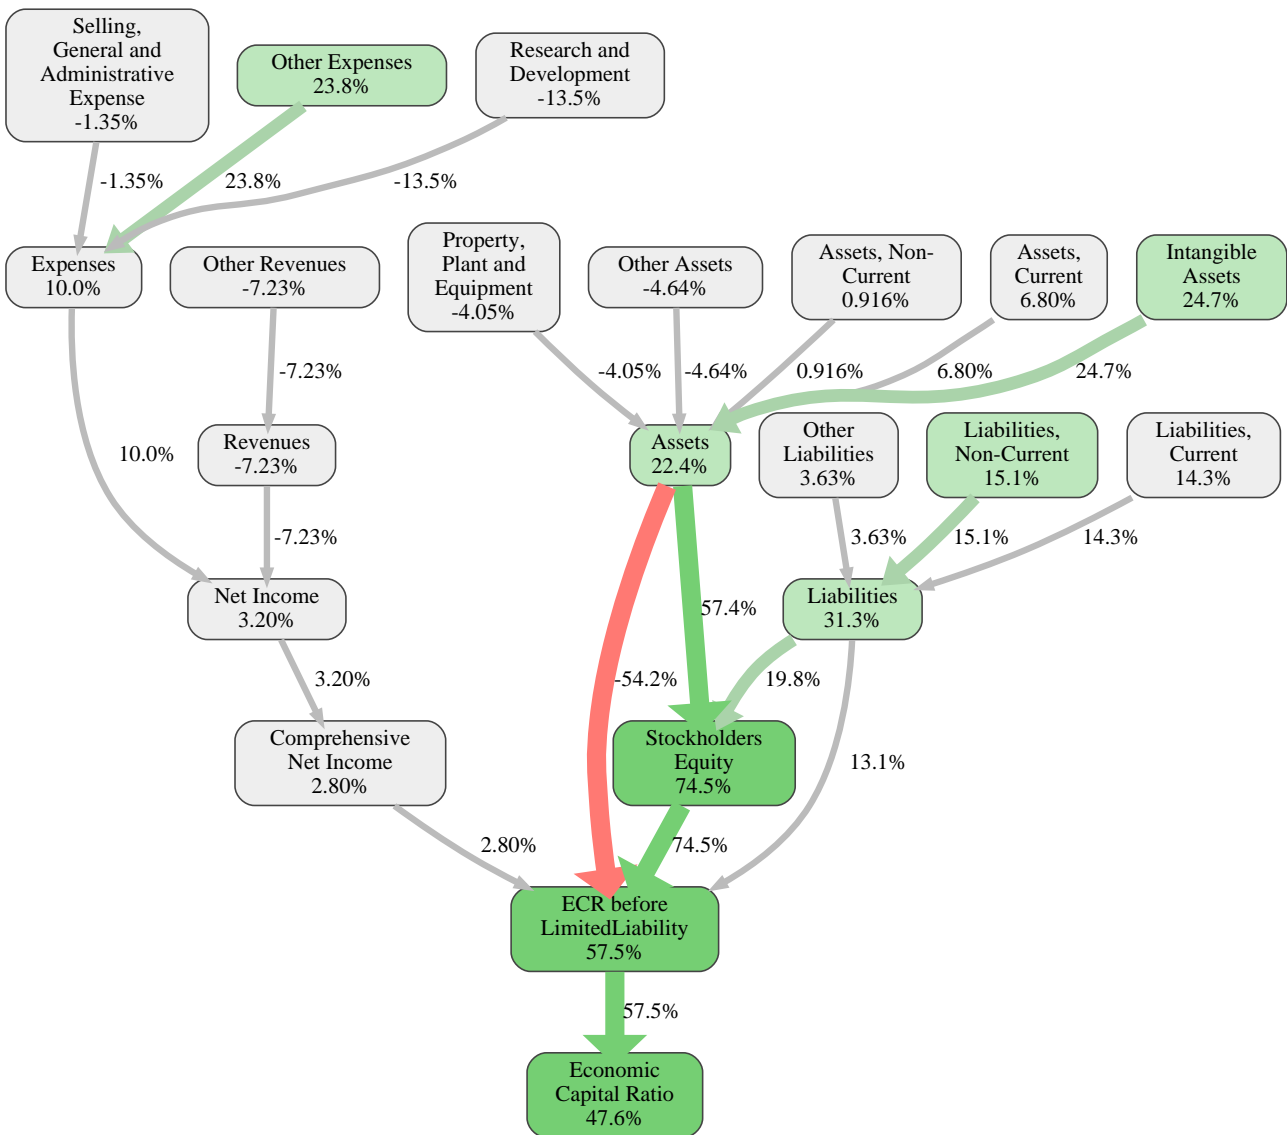 Selling,
General and
Administrative
Expense
-1.35%
Other Expenses
23.8%
Research and
Development
-13.5%
-1.35%
23.8%
-13.5%
Expenses
10.0%
Other Revenues
-7.23%
Property,
Plant and
Equipment
-4.05%
Other Assets
-4.64%
Assets, Non-
Current
0.916%
Assets,
Current
6.80%
Intangible
Assets
24.7%
-7.23%
-4.05%
-4.64%
0.916%
6.80%
24.7%
10.0%
Revenues
-7.23%
Assets
22.4%
Other
Liabilities
3.63%
Liabilities,
Non-Current
15.1%
Liabilities,
Current
14.3%
-7.23%
3.63%
15.1%
14.3%
Net Income
3.20%
57.4%
Liabilities
31.3%
3.20%
-54.2%
19.8%
Comprehensive
Net Income
2.80%
Stockholders
Equity
74.5%
13.1%
2.80%
74.5%
ECR before
LimitedLiability
57.5%
57.5%
Economic
Capital Ratio
47.6%